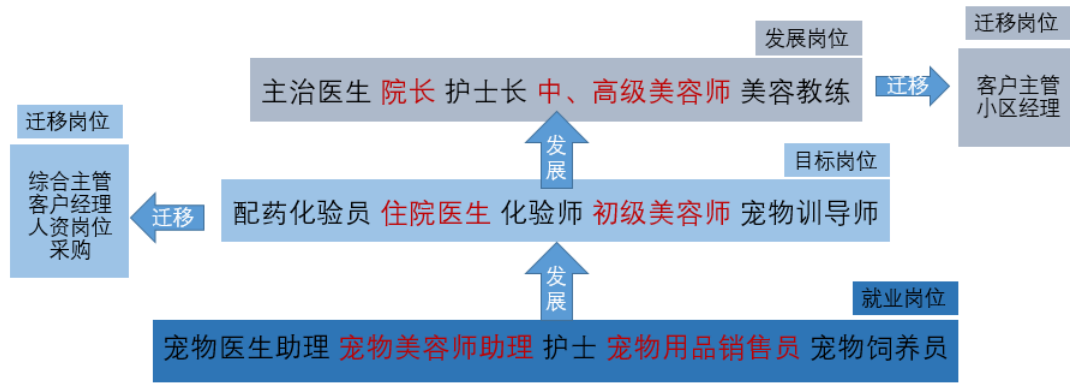 发展岗位
迁移岗位
主治医生 院长 护士长 中、高级美容师 美容教练
迁移
客户主管
小区经理
迁移岗位
发展
目标岗位
综合主管
客户经理
人资岗位
采购
迁移
配药化验员 住院医生 化验师 初级美容师 宠物训导师
发展
就业岗位
宠物医生助理 宠物美容师助理 护士 宠物用品销售员 宠物饲养员